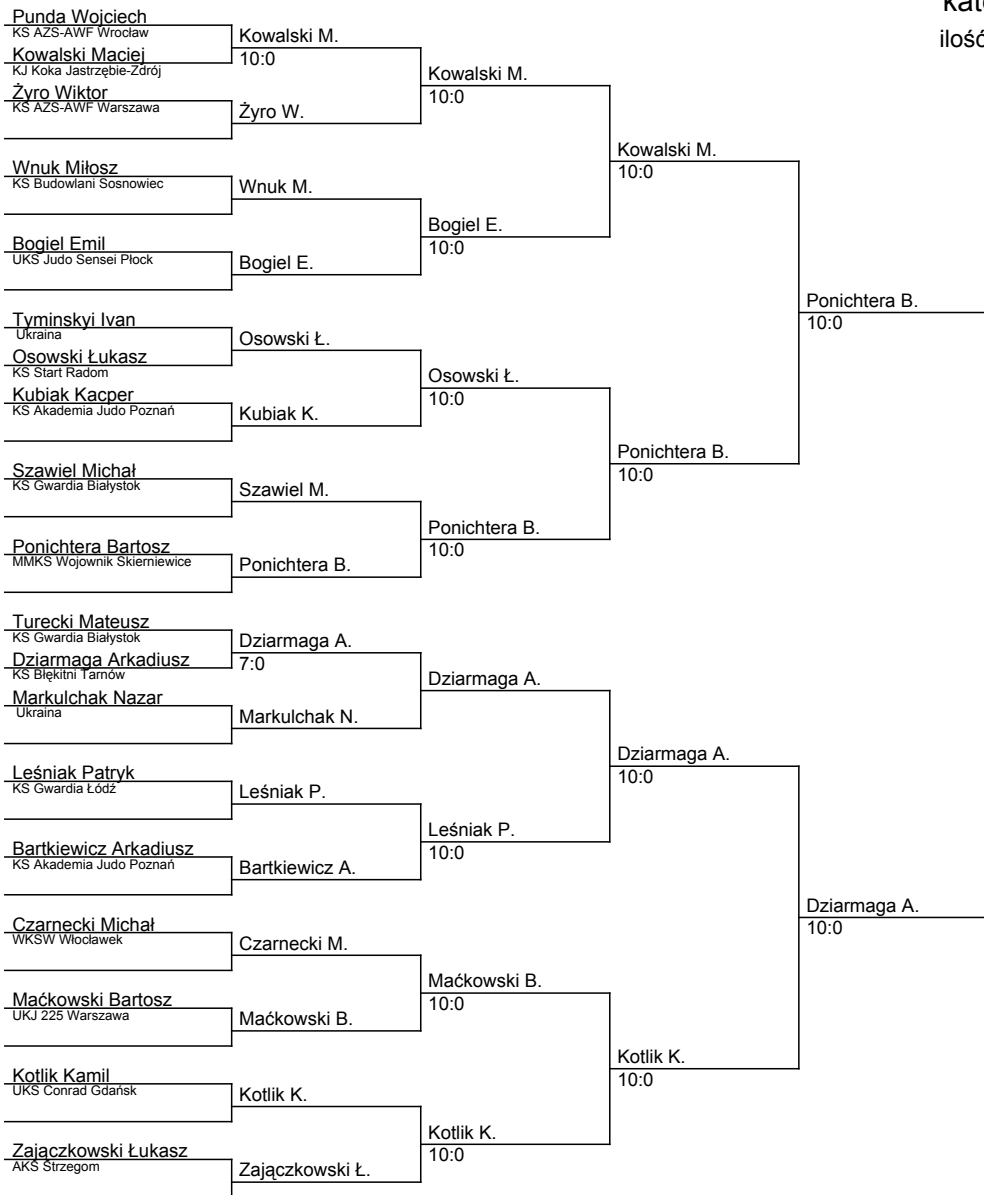 kate
ilość
Punda Wojciech
KS AZS-AWF Wrocław
Kowalski Maciej
KJ Koka Jastrzębie-Zdrój
Żyro Wiktor
KS AZS-AWF Warszawa
Wnuk Miłosz
KS Budowlani Sosnowiec
Bogiel Emil
UKS Judo Sensei Płock
Tyminskyi Ivan
Ukraina
Osowski Łukasz
KS Start Radom
Kubiak Kacper
KS Akademia Judo Poznań
Szawiel Michał
KS Gwardia Białystok
Ponichtera Bartosz
MMKS Wojownik Skierniewice
Turecki Mateusz
KS Gwardia Białystok
Dziarmaga Arkadiusz
KS Błękitni Tarnów
Markulchak Nazar
Ukraina
Leśniak Patryk
KS Gwardia Łódź
Bartkiewicz Arkadiusz
KS Akademia Judo Poznań
Czarnecki Michał
WKSW Włocławek
Maćkowski Bartosz
UKJ 225 Warszawa
Kotlik Kamil
UKS Conrad Gdańsk
Zajączkowski Łukasz
AKS Strzegom
Kowalski M.
10:0
Żyro W.
Wnuk M.
Bogiel E.
Osowski Ł.
Kubiak K.
Szawiel M.
Ponichtera B.
Dziarmaga A.
7:0
Markulchak N.
Leśniak P.
Bartkiewicz A.
Czarnecki M.
Maćkowski B.
Kotlik K.
Zajączkowski Ł.
Kowalski M.
10:0
Bogiel E.
10:0
Osowski Ł.
10:0
Ponichtera B.
10:0
Dziarmaga A.
Leśniak P.
10:0
Maćkowski B.
10:0
Kotlik K.
10:0
Kowalski M.
10:0
Ponichtera B.
10:0
Dziarmaga A.
10:0
Kotlik K.
10:0
Ponichtera B.
10:0
Dziarmaga A.
10:0